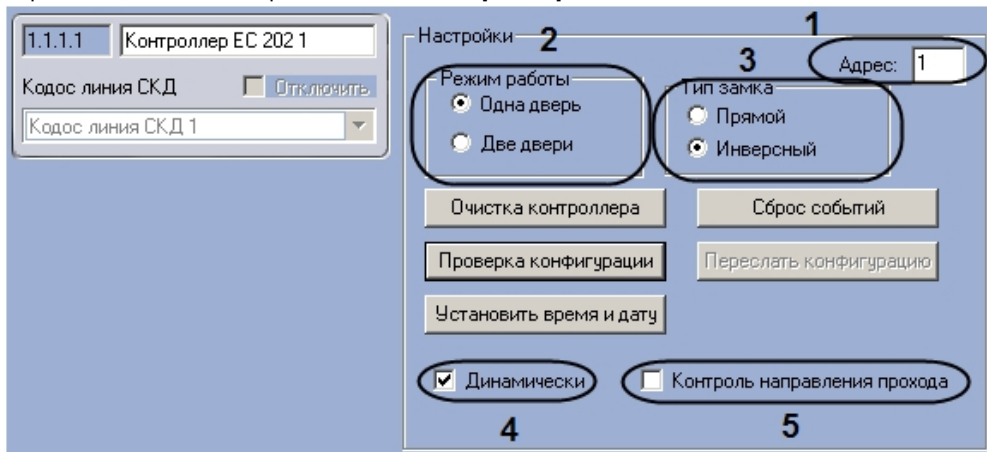 1.1.1.1 Контроллер ЕС 202 1
Кодос линия СКД Отключить
Кодос линия СКД 1
Настройки
1
Адрес: 1
2
Режим работы
Одна дверь
Две двери
3
Тип замка
Прямой
Инверсный
Очистка контроллера Сброс событий
Проверка конфигурации Переслать конфигурацию
Установить время и дату
Динамически Контроль направления прохода
4 5